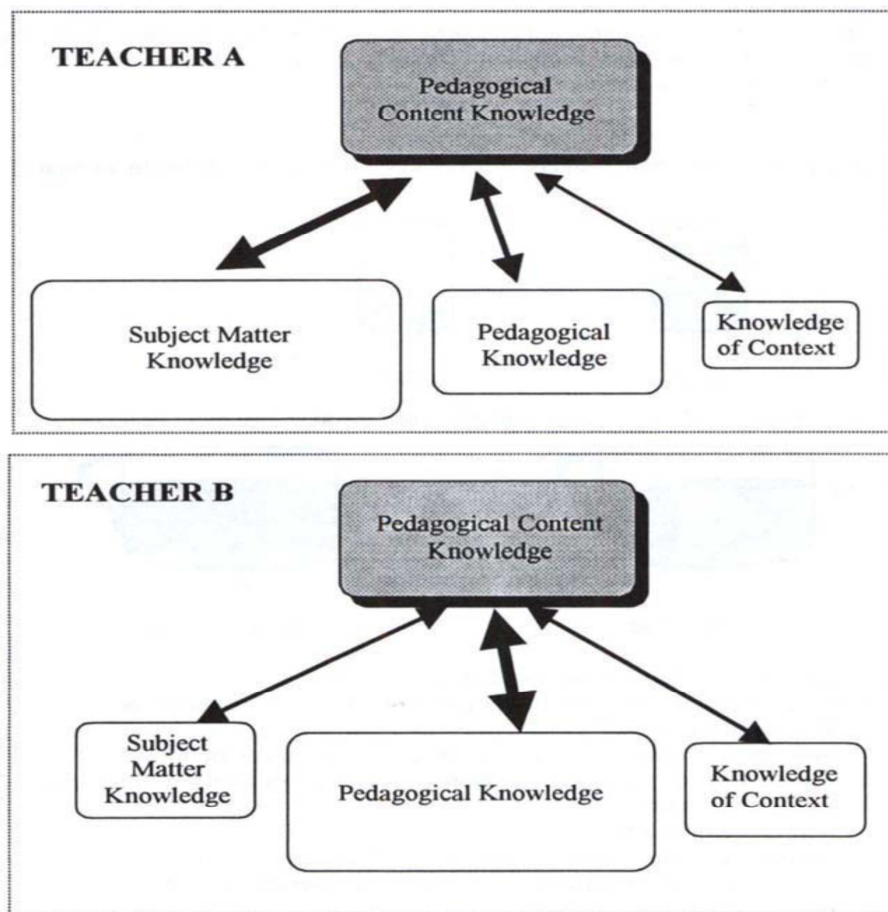 TEACHER A
Pedagogical
Content Knowledge
Subject Matter
Knowledge
Pedagogical
Knowledge
Knowledge
of Context
TEACHER B
Pedagogical Content
Knowledge
Subject
Matter
Knowledge
Pedagogical Knowledge
Knowledge
of Context